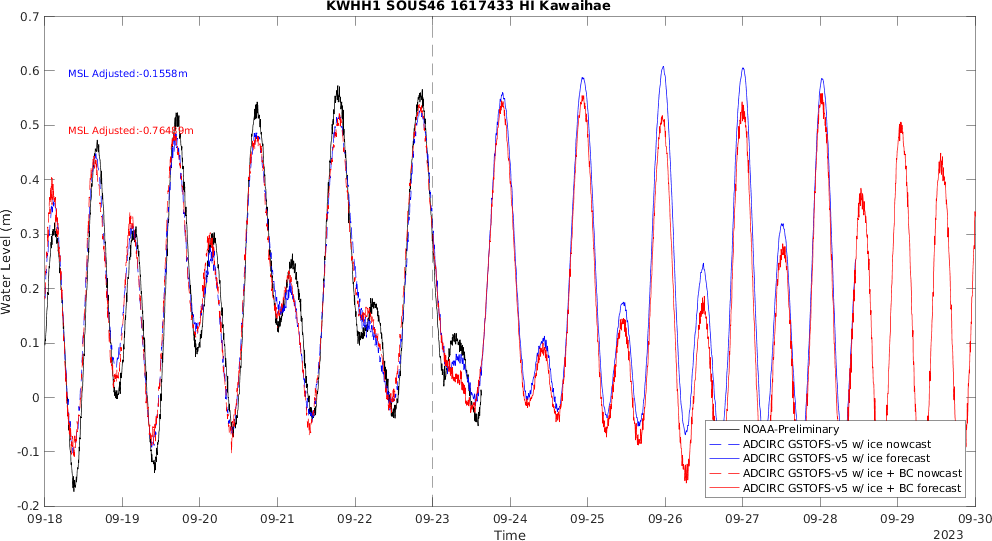 KWHH1 SOUS46 1617433 HI Kawaihae
0.7
0.6
0.5
0.4
0.3
0.2
0.1
0
-0.1
-0.2
Water Level (m)
MSL Adjusted:-0.1558m
MSL Adjusted:-0.76489m
NOAA-Preliminary
ADCIRC GSTOFS-v5 w/ ice nowcast
ADCIRC GSTOFS-v5 w/ ice forecast
ADCIRC GSTOFS-v5 w/ ice + BC nowcast
ADCIRC GSTOFS-v5 w/ ice + BC forecast
09-18 09-19 09-20 09-21 09-22 09-23 09-24 09-25 09-26 09-27 09-28 09-29 09-30
Time
2023